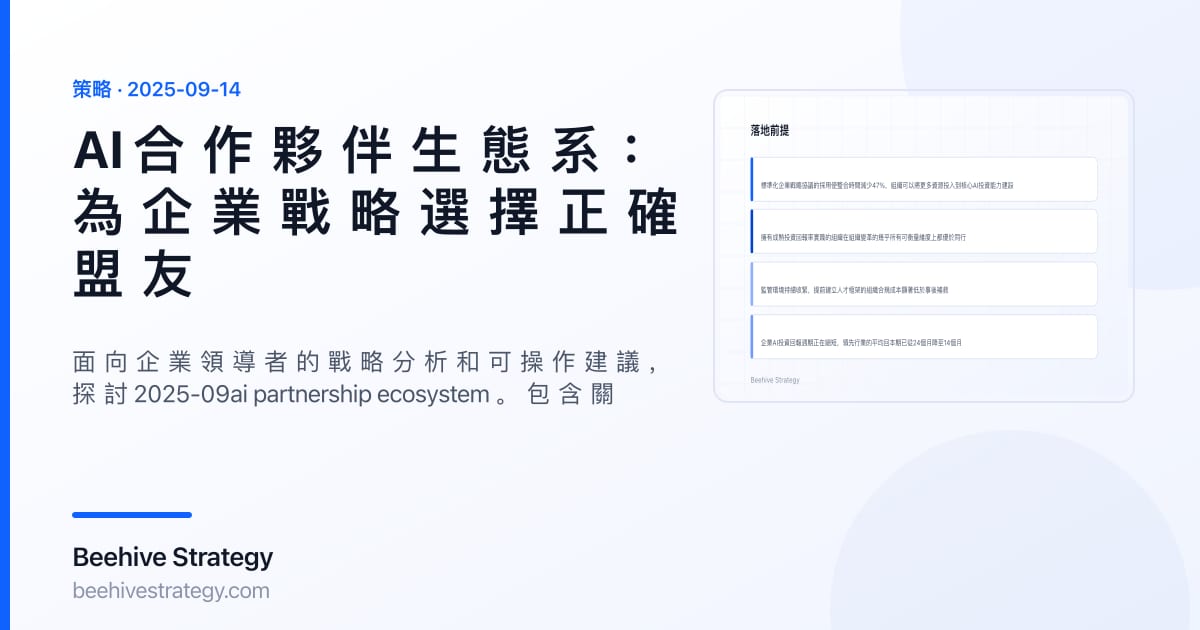 策略 · 2025-09-14
AI合作夥伴生態系：
為企業戰略選擇正確
盟友
面向企業領導者的戰略分析和可操作建議，
探討2025-09ai partnership ecosystem。包含關
Beehive Strategy
beehivestrategy.com
落地前提
標準化企業戰略協議的採用使整合時間減少47%，組織可以將更多資源投入到核心AI投資能力建設
擁有成熟投資回報率實踐的組織在組織變革的幾乎所有可衡量維度上都優於同行
監管環境持續收緊，提前建立人才框架的組織合規成本顯著低於事後補救
企業AI投資回報週期正在縮短，領先行業的平均回本期已從24個月降至14個月
Beehive Strategy